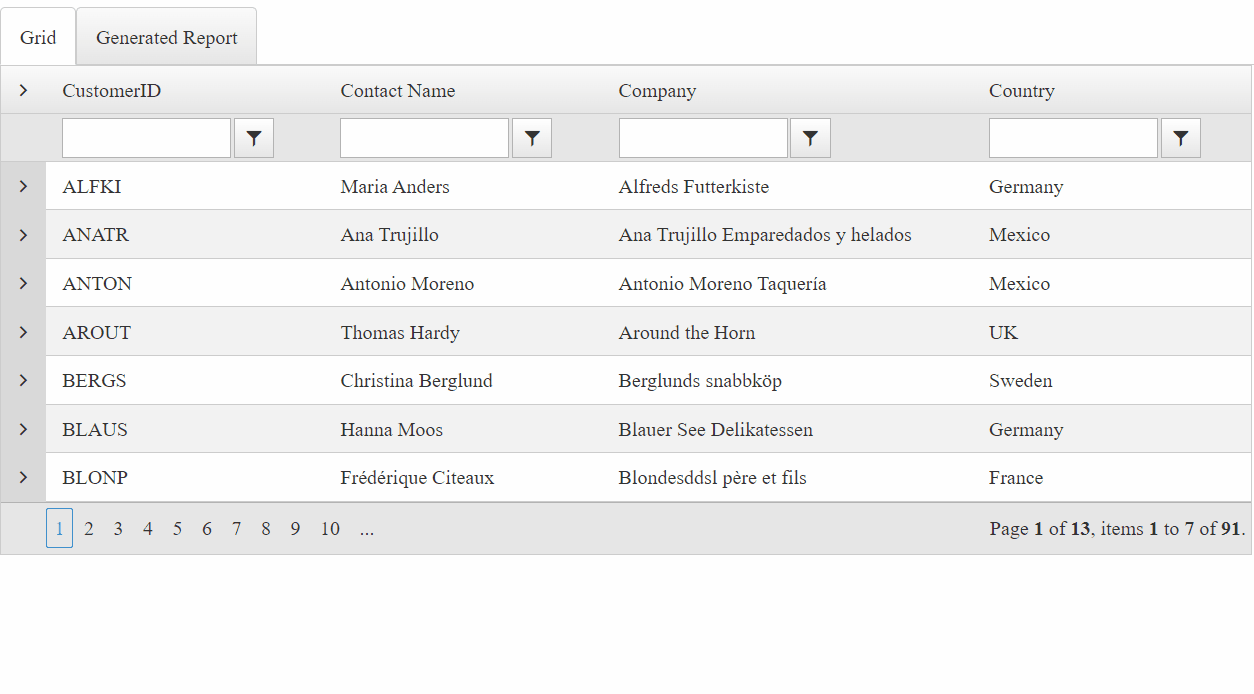 Grid Generated Report
CustomerID Contact Name Company Country
ALFKI Maria Anders Alfreds Futterkiste Germany
ANATR Ana Trujillo Ana Trujillo Emparedados y helados Mexico
ANTON Antonio Moreno Antonio Moreno Taquería Mexico
AROUT Thomas Hardy Around the Horn UK
BERGS Christina Berglund Berglunds snabbköp Sweden
BLAUS Hanna Moos Blauer See Delikatessen Germany
BLONP Frédérique Citeaux Blondesddsl père et fils France
1 2 3 4 5 6 7 8 9 10 ... Page 1 of 13, items 1 to 7 of 91.